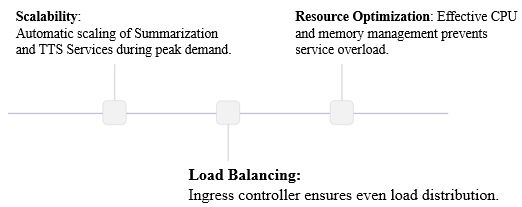 Scalability:
Automatic scaling of Summarization
and TTS Services during peak demand.
Resource Optimization: Effective CPU
and memory management prevents
service overload.
Load Balancing:
Ingress controller ensures even load distribution.